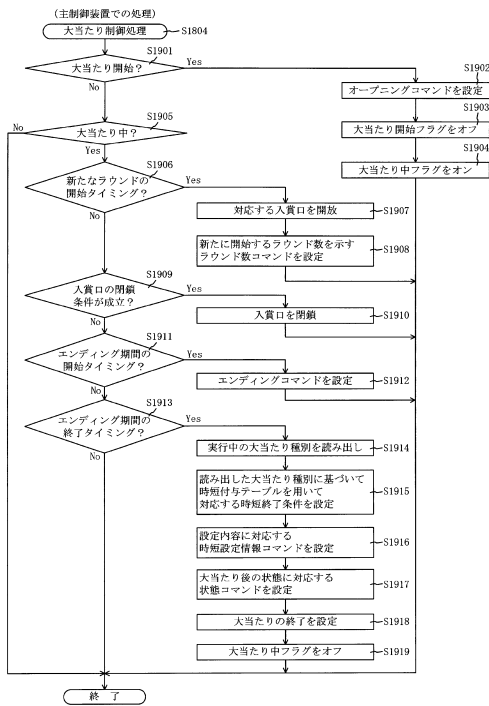 (主制御装置での処理)
大当たり制御処理
S1804
S1901
大当たり開始？
Yes
No
S1902
オープニングコマンドを設定
S1903
大当たり開始フラグをオフ
S1904
大当たり中フラグをオン
S1905
大当たり中？
No
Yes
S1906
新たなラウンドの
開始タイミング？
Yes
No
対応する入賞口を開放
S1907
新たに開始するラウンド数を示す
ラウンド数コマンドを設定
S1908
S1909
入賞口の閉鎖
条件が成立？
Yes
No
入賞口を閉鎖
S1910
S1911
エンディング期間の
開始タイミング？
Yes
No
エンディングコマンドを設定
S1912
S1913
エンディング期間の
終了タイミング？
Yes
No
実行中の大当たり種別を読み出し
S1914
読み出した大当たり種別に基づいて
時短付与テーブルを用いて
対応する時短終了条件を設定
S1915
設定内容に対応する
時短設定情報コマンドを設定
S1916
大当たり後の状態に対応する
状態コマンドを設定
S1917
大当たりの終了を設定
S1918
大当たり中フラグをオフ
S1919
終　了